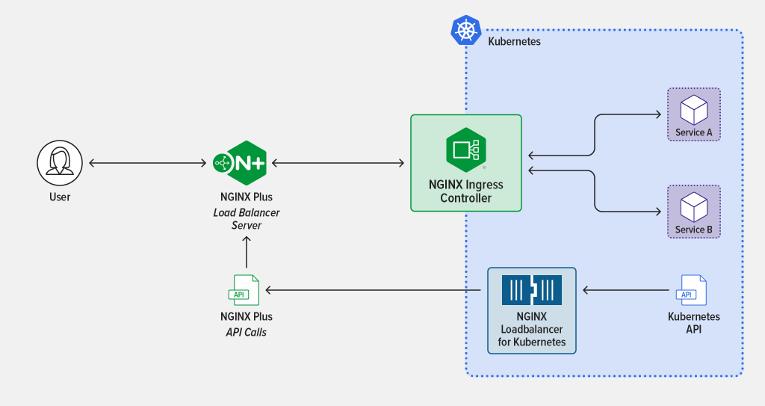 Kubernetes
Service A
N+
NGINX Ingress
Controller
User
NGINX Plus
Load Balancer
Server
Service B
API
NGINX Plus
API Calls
NGINX
Loadbalancer
for Kubernetes
API
Kubernetes
API